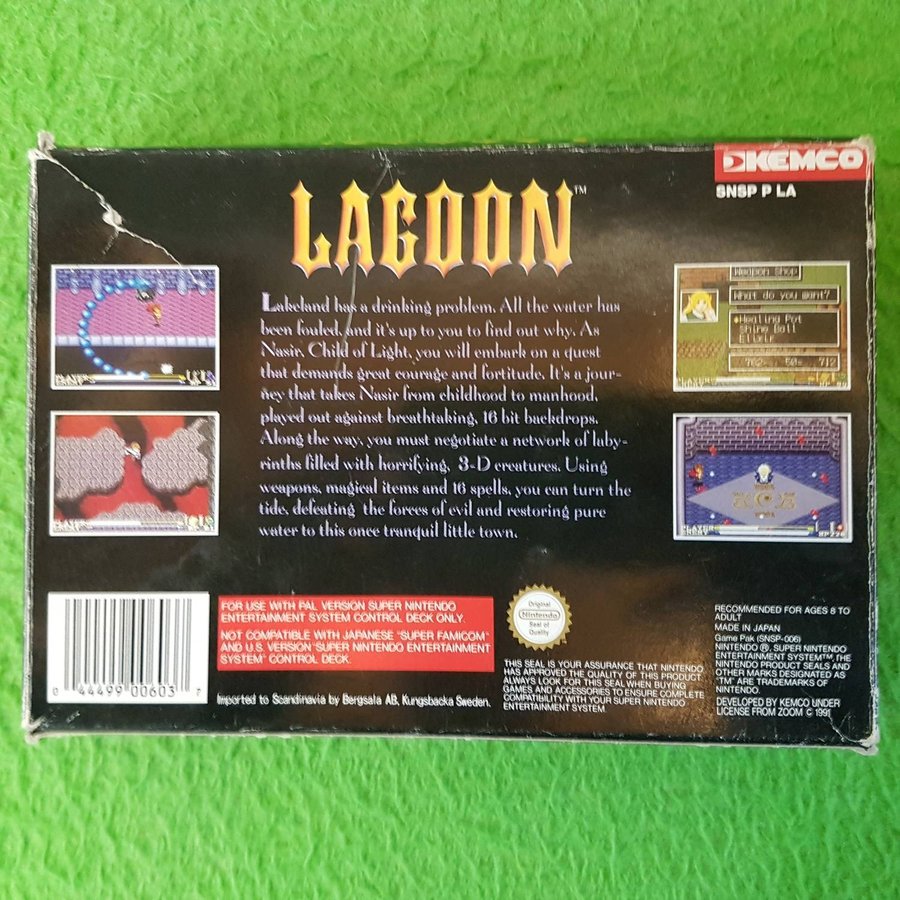 KEMCO
SNSP P LA
LAGOON™
Lakeland has a drinking problem. All the water has
been fouled, and it's up to you to find out why. As
Nasir, Child of Light, you will embark on a quest
that demands great courage and fortitude. It's a jour-
ney that takes Nasir from childhood to manhood,
played out against breathtaking, 16 bit backdrops.
Along the way, you must negotiate a network of laby-
rinths filled with horrifying, 3-D creatures. Using
weapons, magical items and 16 spells, you can turn the
tide, defeating the forces of evil and restoring pure
water to this once tranquil little town.
Weapon Shop
What do you want?
Healing Pot
Shine Ball
Elixir
PLAYER
ENEMY
PLAYER
ENEMY
0 44499 00603 7
FOR USE WITH PAL VERSION SUPER NINTENDO
ENTERTAINMENT SYSTEM CONTROL DECK ONLY.
NOT COMPATIBLE WITH JAPANESE "SUPER FAMICOM"
AND U.S. VERSION "SUPER NINTENDO ENTERTAINMENT
SYSTEM" CONTROL DECK.
Imported to Scandinavia by Bergsala AB, Kungsbacka Sweden.
Original
Nintendo
Seal of
Quality
THIS SEAL IS YOUR ASSURANCE THAT NINTENDO
HAS APPROVED THE QUALITY OF THIS PRODUCT.
ALWAYS LOOK FOR THIS SEAL WHEN BUYING
GAMES AND ACCESSORIES TO ENSURE COMPLETE
COMPATIBILITY WITH YOUR SUPER NINTENDO
ENTERTAINMENT SYSTEM
RECOMMENDED FOR AGES 8 TO
ADULT
MADE IN JAPAN
Game Pak (SNSP-006)
NINTENDO ®, SUPER NINTENDO
ENTERTAINMENT SYSTEM™, THE
NINTENDO PRODUCT SEALS AND
OTHER MARKS DESIGNATED AS
"TM" ARE TRADEMARKS OF
NINTENDO.
DEVELOPED BY KEMCO UNDER
LICENSE FROM ZOOM © 1991